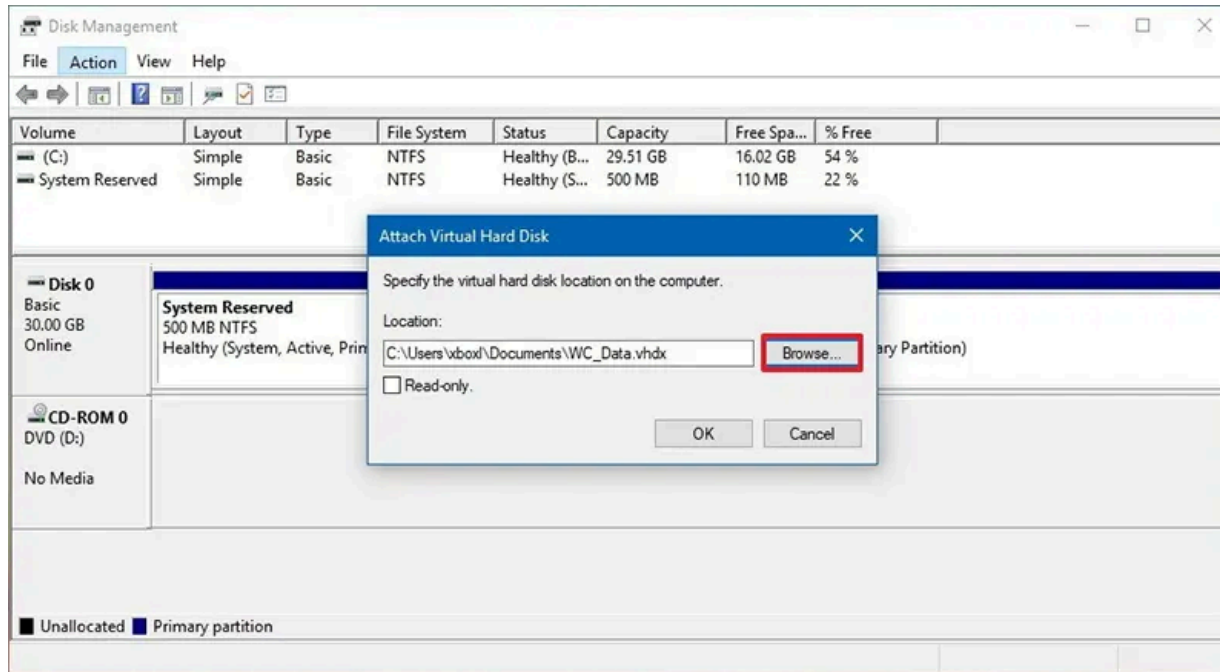 Disk Management
File Action View Help
Volume Layout Type File System Status Capacity Free Spa... % Free
(C:) Simple Basic NTFS Healthy (B... 29.51 GB 16.02 GB 54 %
System Reserved Simple Basic NTFS Healthy (S... 500 MB 110 MB 22 %
Attach Virtual Hard Disk
Specify the virtual hard disk location on the computer.
Location:
C:\Users\xboxl\Documents\WC_Data.vhdx Browse...
Read-only.
OK Cancel
Disk 0
Basic
30.00 GB
Online
System Reserved
500 MB NTFS
Healthy (System, Active, Prin
ary Partition)
CD-ROM 0
DVD (D:)
No Media
Unallocated Primary partition